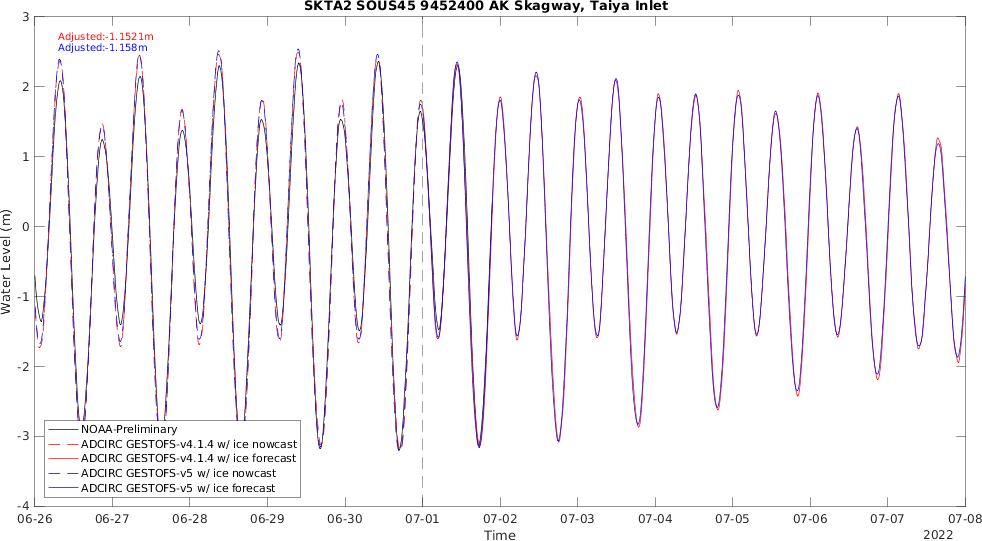 SKTA2 SOUS45 9452400 AK Skagway, Taiya Inlet
Adjusted:-1.1521m
Adjusted:-1.158m
3
2
1
0
-1
-2
-3
-4
Water Level (m)
NOAA-Preliminary
ADCIRC GESTOFS-v4.1.4 w/ ice nowcast
ADCIRC GESTOFS-v4.1.4 w/ ice forecast
ADCIRC GESTOFS-v5 w/ ice nowcast
ADCIRC GESTOFS-v5 w/ ice forecast
06-26 06-27 06-28 06-29 06-30 07-01 07-02 07-03 07-04 07-05 07-06 07-07 07-08
Time
2022